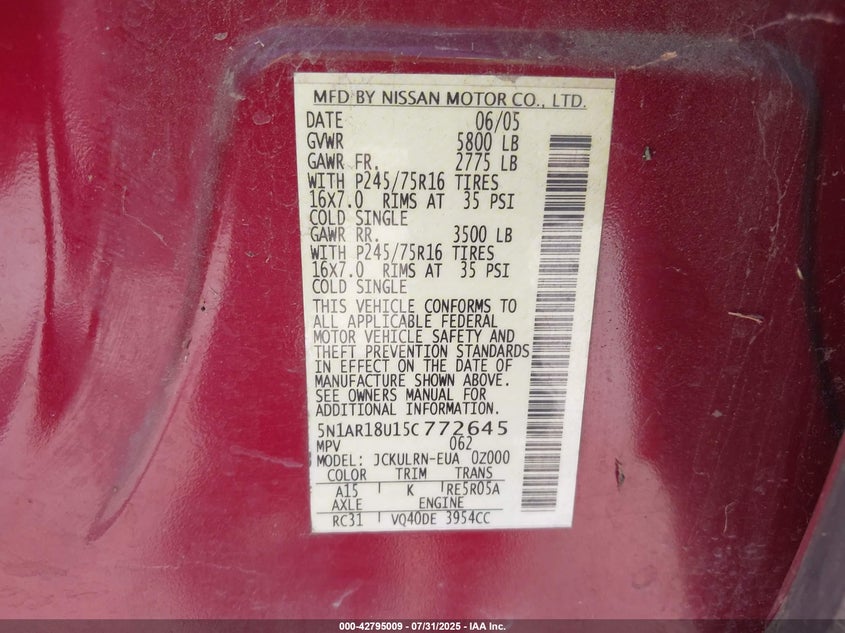 MFD BY NISSAN MOTOR CO., LTD.
DATE 06/05
GVWR 5800 LB
GAWR FR. 2775 LB
WITH P245/75R16 TIRES
16X7.0 RIMS AT 35 PSI
COLD SINGLE
GAWR RR. 3500 LB
WITH P245/75R16 TIRES
16X7.0 RIMS AT 35 PSI
COLD SINGLE
THIS VEHICLE CONFORMS TO
ALL APPLICABLE FEDERAL
MOTOR VEHICLE SAFETY AND
THEFT PREVENTION STANDARDS
IN EFFECT ON THE DATE OF
MANUFACTURE SHOWN ABOVE.
SEE OWNERS MANUAL FOR
ADDITIONAL INFORMATION
5N1AR18U15C772645
MPV 062
MODEL: JCKULRN-EUA 0Z000
COLOR TRIM TRANS
A15 K RE5R05A
AXLE ENGINE
RC31 VQ40DE 3954CC
000-42795009 - 07/31/2025 - IAA Inc.